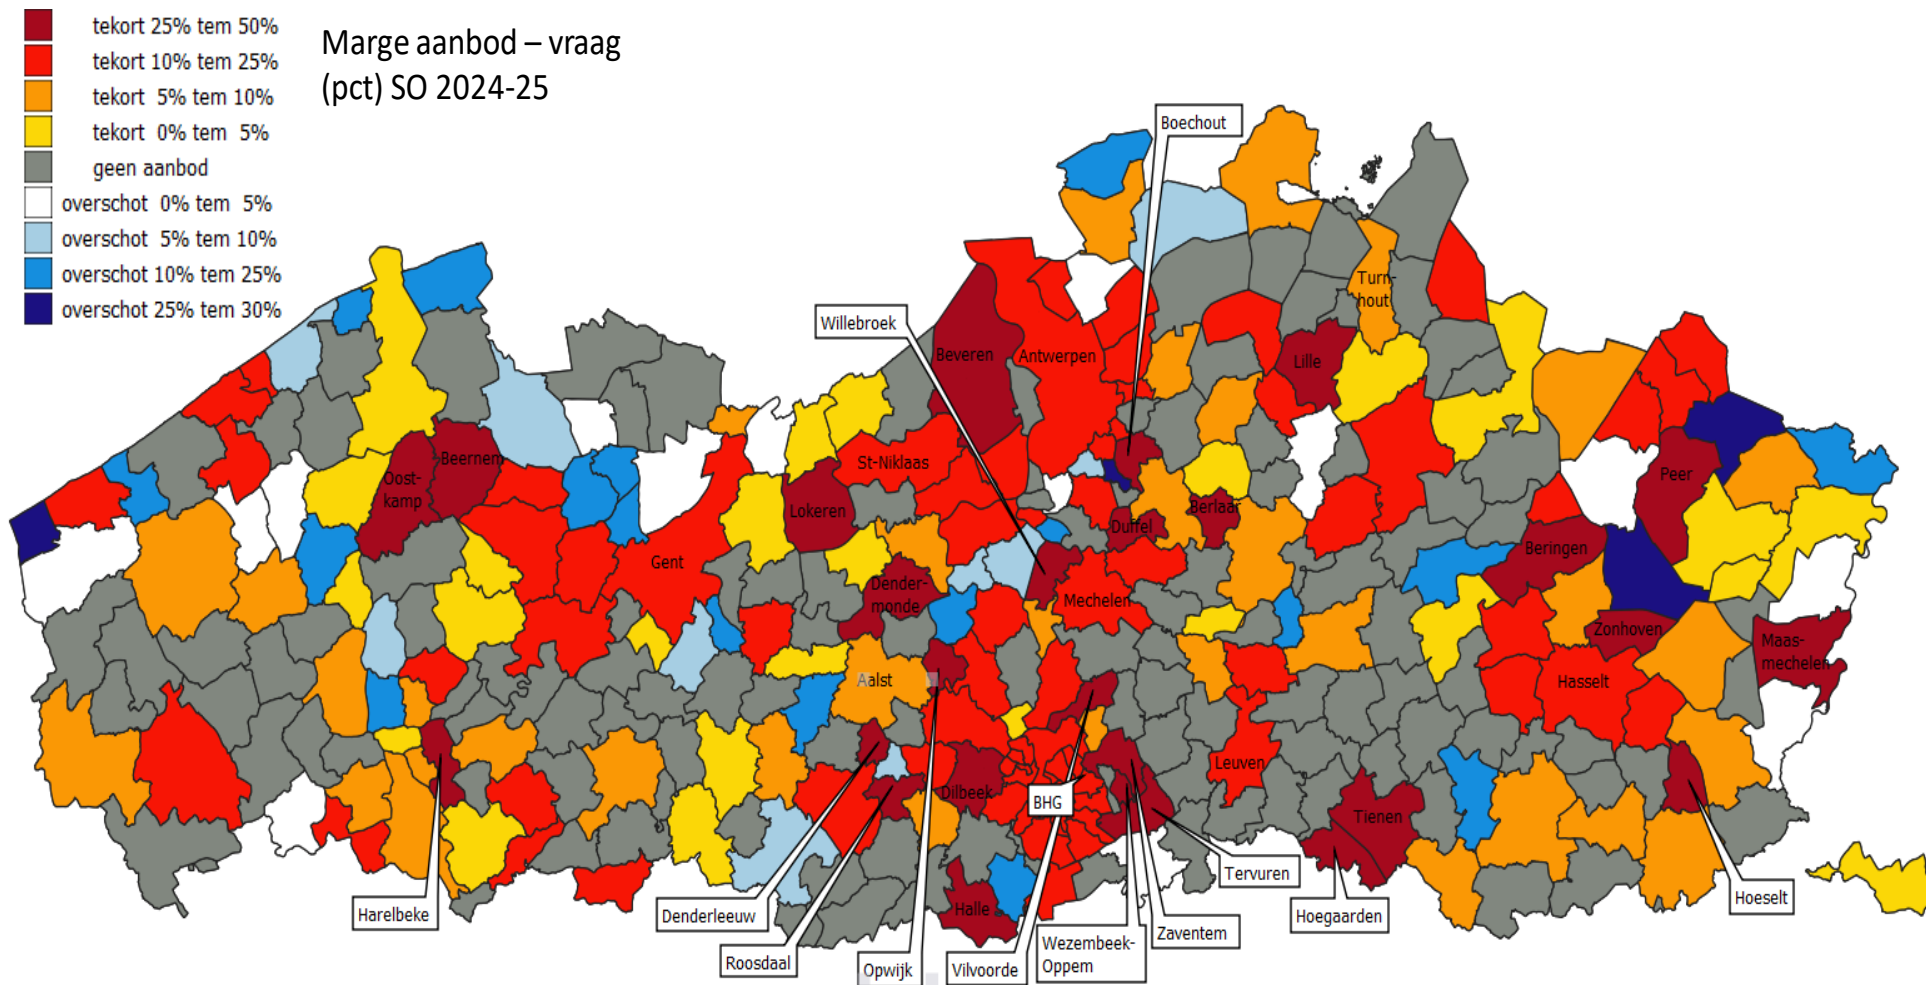 tekort 25% tem 50%
tekort 10% tem 25%
tekort 5% tem 10%
tekort 0% tem 5%
geen aanbod
overschot 0% tem 5%
overschot 5% tem 10%
overschot 10% tem 25%
overschot 25% tem 30%
Marge aanbod – vraag
(pct) SO 2024-25
Boechout
Turn-
hout
Willebroek
Beveren
Antwerpen
Lille
Beernem
St-Niklaas
Oost-
kamp
Peer
Lokeren
Berlaar
Duffel
Beringen
Gent
Dender-
monde
Mechelen
Zonhoven
Maas-
mechelen
Aalst
Hasselt
Leuven
Dilbeek
BHG
Tienen
Tervuren
Halle
Harelbeke
Denderleeuw
Hoegaarden
Hoeselt
Zaventem
Wezembeek-
Oppem
Roosdaal
Opwijk
Vilvoorde